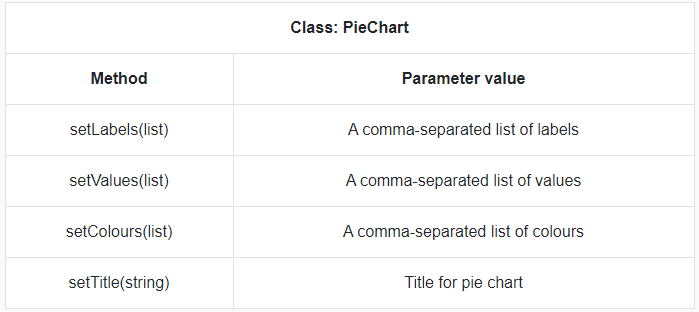 Class: PieChart
Method Parameter value
setLabels(list) A comma-separated list of labels
setValues(list) A comma-separated list of values
setColours(list) A comma-separated list of colours
setTitle(string) Title for pie chart